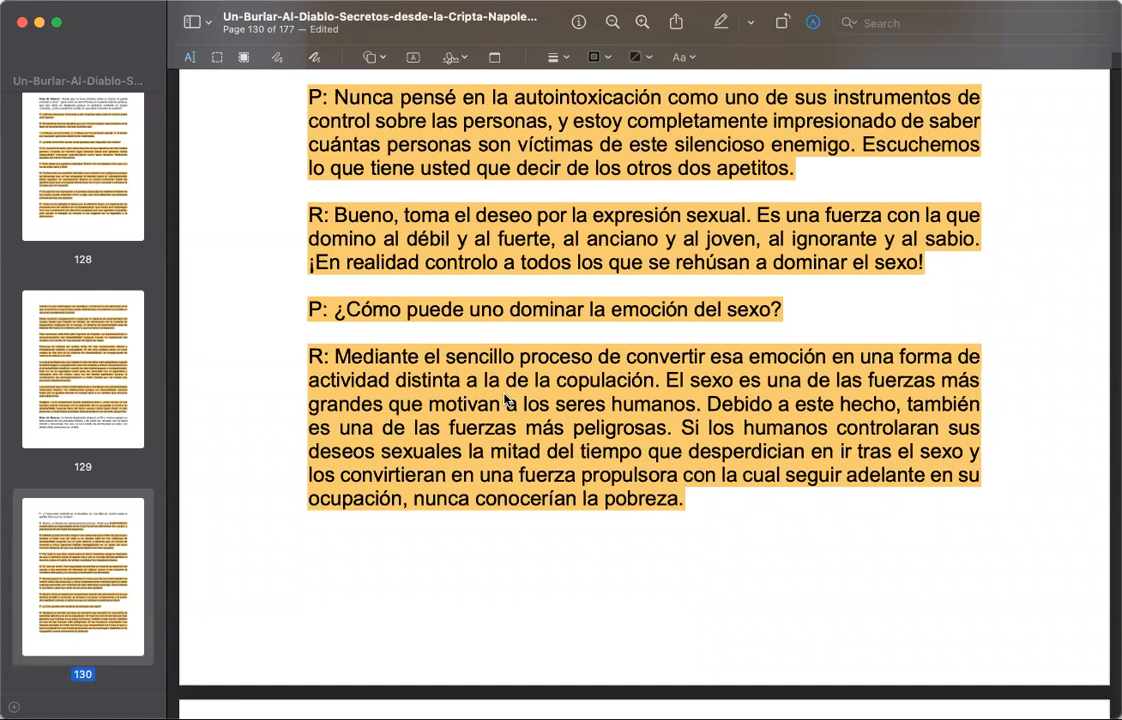 Un-Burlar-Al-Diablo-Secretos-desde-la-Cripta-Napole...
Page 130 of 177 — Edited
Search
Aa
Un-Burlar-Al-Diablo-S...
128
129
130
P: Nunca pensé en la autointoxicación como uno de sus instrumentos de
control sobre las personas, y estoy completamente impresionado de saber
cuántas personas son víctimas de este silencioso enemigo. Escuchemos
lo que tiene usted que decir de los otros dos apetitos.
R: Bueno, toma el deseo por la expresión sexual. Es una fuerza con la que
domino al débil y al fuerte, al anciano y al joven, al ignorante y al sabio.
¡En realidad controlo a todos los que se rehúsan a dominar el sexo!
P: ¿Cómo puede uno dominar la emoción del sexo?
R: Mediante el sencillo proceso de convertir esa emoción en una forma de
actividad distinta a la de la copulación. El sexo es una de las fuerzas más
grandes que motivan a los seres humanos. Debido a este hecho, también
es una de las fuerzas más peligrosas. Si los humanos controlaran sus
deseos sexuales la mitad del tiempo que desperdician en ir tras el sexo y
los convirtieran en una fuerza propulsora con la cual seguir adelante en su
ocupación, nunca conocerían la pobreza.